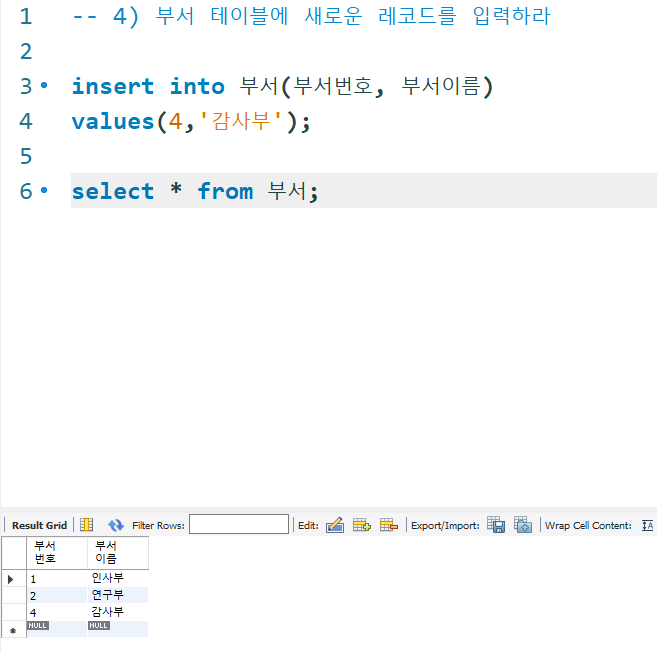 1 -- 4) 부서 테이블에 새로운 레코드를 입력하라
2
3 insert into 부서(부서번호, 부서이름)
4 values(4,'감사부');
5
6 select * from 부서;
Result Grid Filter Rows: Edit: Export/Import: Wrap Cell Content: IA
부서번호 부서이름
1 인사부
2 연구부
4 감사부
NULL NULL